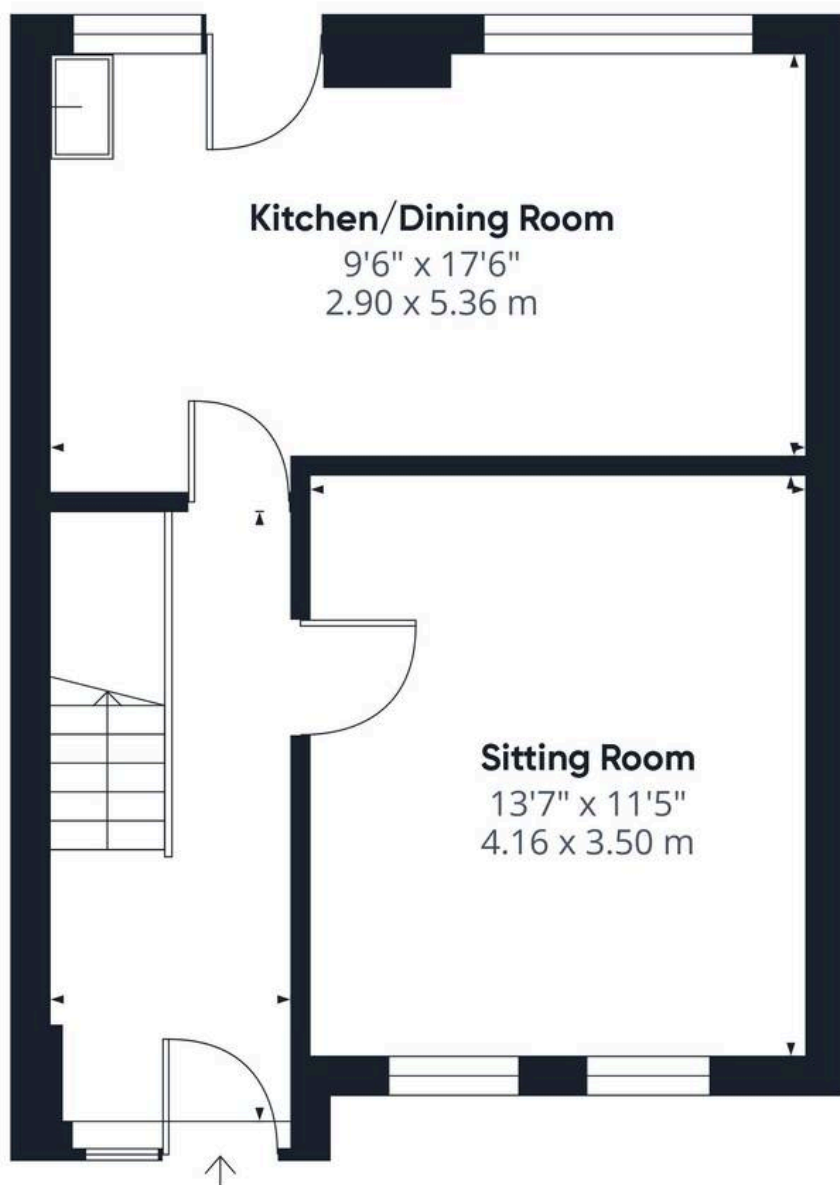 Kitchen/Dining Room
9'6" x 17'6"
2.90 x 5.36 m
Sitting Room
13'7" x 11'5"
4.16 x 3.50 m